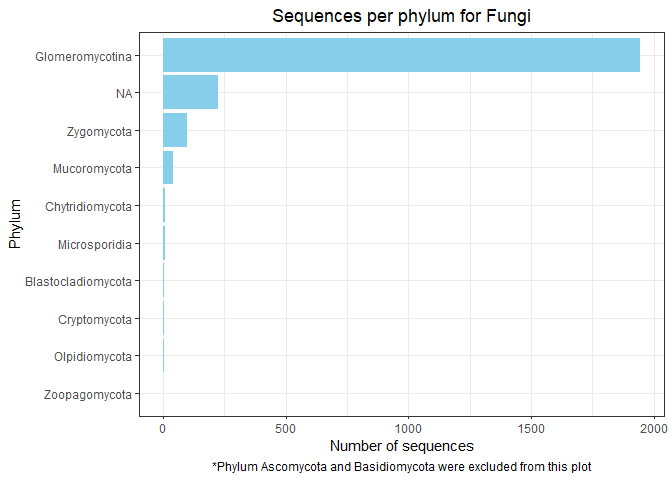 Sequences per phylum for Fungi
Phylum
Glomeromycotina
NA
Zygomycota
Mucoromycota
Chytridiomycota
Microsporidia
Blastocladiomycota
Cryptomycota
Olpidiomycota
Zoopagomycota
0 500 1000 1500 2000
Number of sequences
*Phylum Ascomycota and Basidiomycota were excluded from this plot